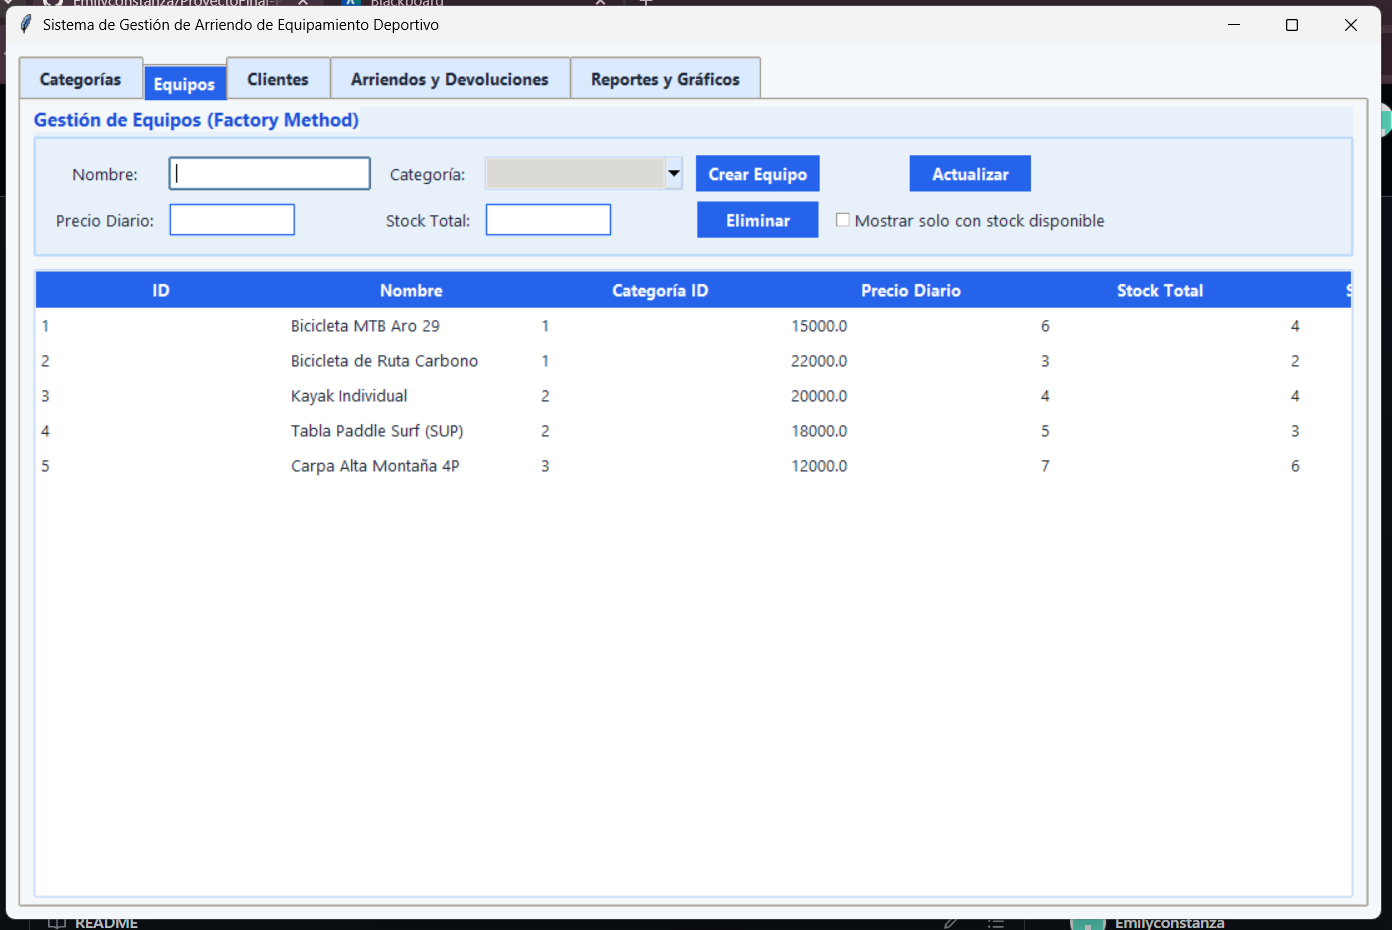 Emilyconstanza/ProyectoFinal-E
Blackboard
Sistema de Gestión de Arriendo de Equipamiento Deportivo
Categorías Equipos Clientes Arriendos y Devoluciones Reportes y Gráficos
Gestión de Equipos (Factory Method)
Nombre: Categoría: Crear Equipo Actualizar
Precio Diario: Stock Total: Eliminar Mostrar solo con stock disponible
ID Nombre Categoría ID Precio Diario Stock Total S
1 Bicicleta MTB Aro 29 1 15000.0 6 4
2 Bicicleta de Ruta Carbono 1 22000.0 3 2
3 Kayak Individual 2 20000.0 4 4
4 Tabla Paddle Surf (SUP) 2 18000.0 5 3
5 Carpa Alta Montaña 4P 3 12000.0 7 6
README Emilyconstanza